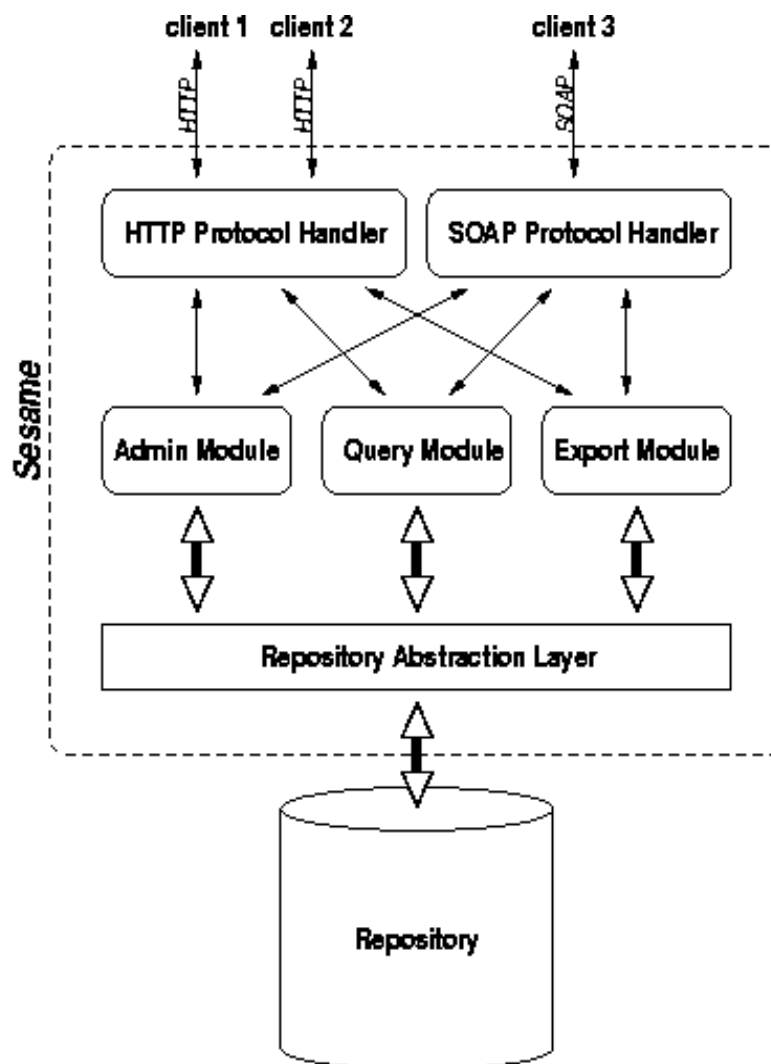 client 1
client 2
client 3
HTTP
HTTP
SOAP
HTTP Protocol Handler
SOAP Protocol Handler
Sesame
Admin Module
Query Module
Export Module
Repository Abstraction Layer
Repository